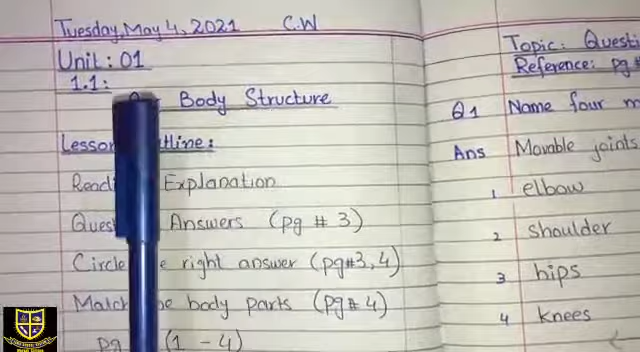 Tuesday, May 4, 2021 C.W
Unit: 01
1.1:
Body Structure
Lesson Outline:
Explanation
Answers (pg # 3)
Circle right answer (pg#3, 4)
Match body parts (pg# 4)
pg (1 - 4)
Topic:
Reference: pg #
Q1 Name four
Ans Movable joints
1 elbow
2 shoulder
3 hips
4 knees